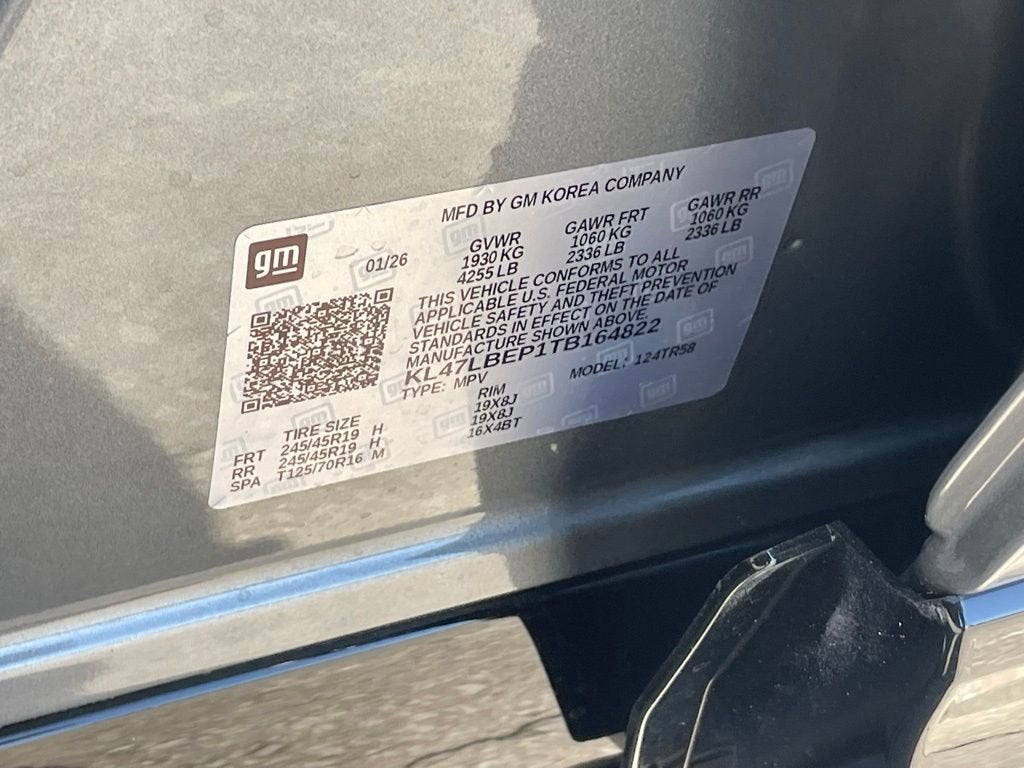 MFD BY GM KOREA COMPANY
gm
01/26
GVWR GAWR FRT GAWR RR
1930 KG 1060 KG 1060 KG
4255 LB 2336 LB 2336 LB
THIS VEHICLE CONFORMS TO ALL
APPLICABLE U.S. FEDERAL MOTOR
VEHICLE SAFETY AND THEFT PREVENTION
STANDARDS IN EFFECT ON THE DATE OF
MANUFACTURE SHOWN ABOVE.
KL47LBEP1TB164822
TYPE: MPV MODEL: 124TR58
TIRE SIZE RIM
FRT 245/45R19 H 19X8J
RR 245/45R19 H 19X8J
SPA T125/70R16 M 16X4BT